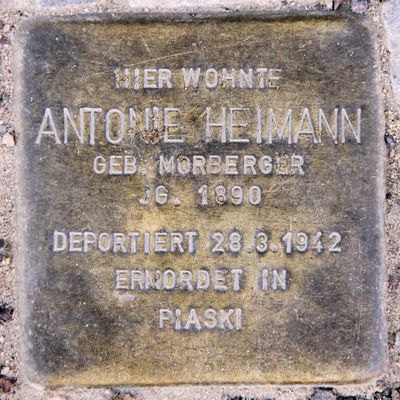 HIER WOHNTE
ANTONIE HEIMANN
GEB. MORBERGER
JG. 1890
DEPORTIERT 28.3.1942
ERMORDET IN
PIASKI